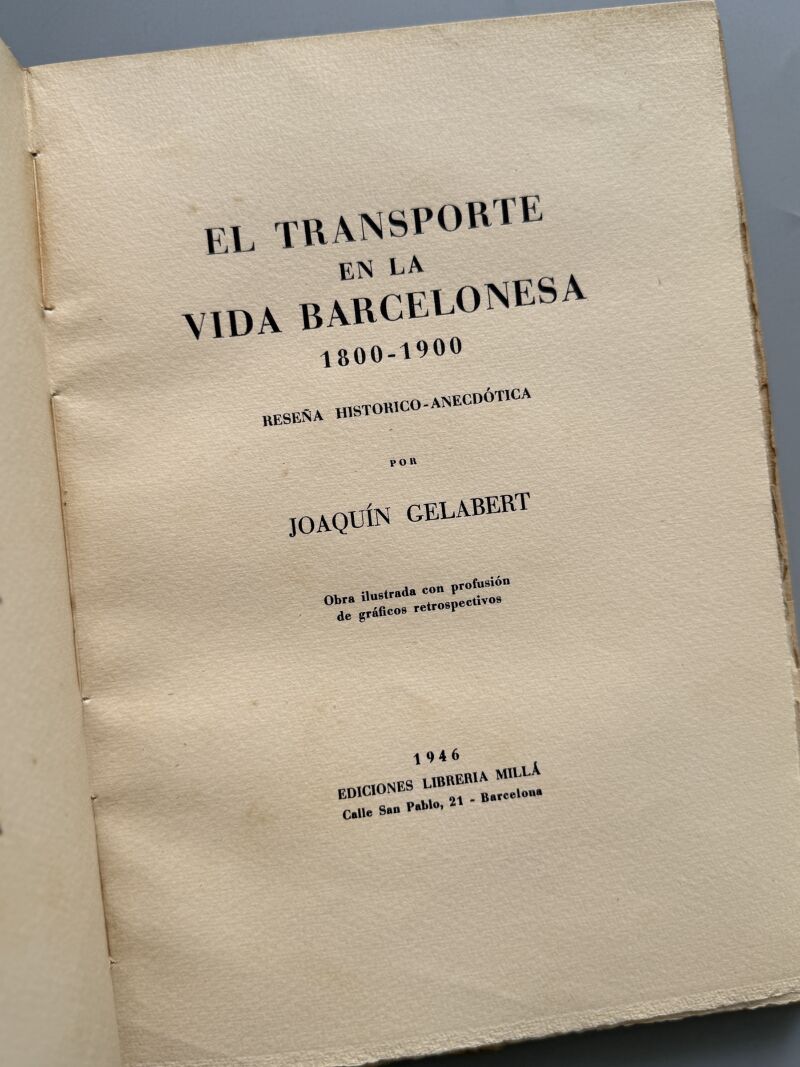 EL TRANSPORTE
EN LA
VIDA BARCELONESA
1800-1900
RESEÑA HISTORICO-ANECDÓTICA
POR
JOAQUÍN GELABERT
Obra ilustrada con profusión
de gráficos retrospectivos
1946
EDICIONES LIBRERIA MILLÁ
Calle San Pablo, 21 - Barcelona